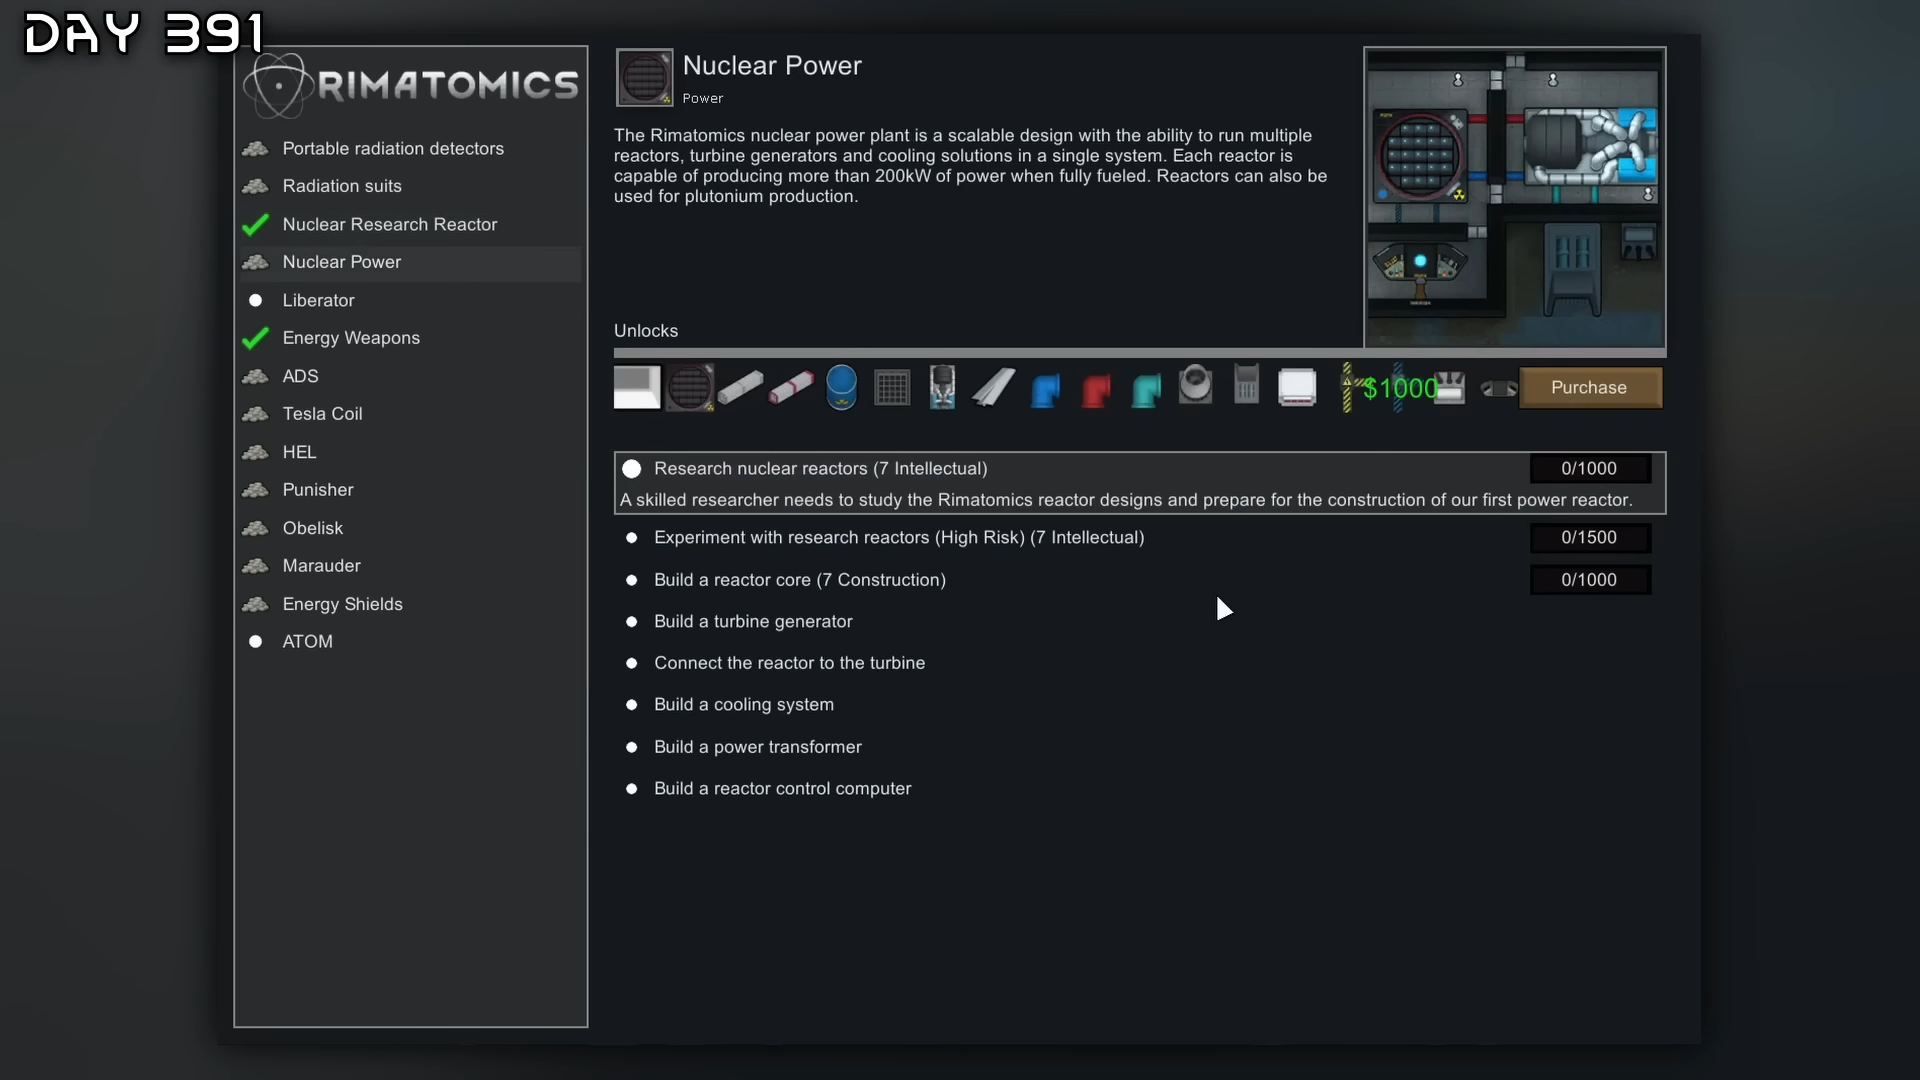 DAY 391
RIMATOMICS
Portable radiation detectors
Radiation suits
Nuclear Research Reactor
Nuclear Power
Liberator
Energy Weapons
ADS
Tesla Coil
HEL
Punisher
Obelisk
Marauder
Energy Shields
ATOM
Nuclear Power
Power
The Rimatomics nuclear power plant is a scalable design with the ability to run multiple
reactors, turbine generators and cooling solutions in a single system. Each reactor is
capable of producing more than 200kW of power when fully fueled. Reactors can also be
used for plutonium production.
Unlocks
$1000
Purchase
Research nuclear reactors (7 Intellectual)
0/1000
A skilled researcher needs to study the Rimatomics reactor designs and prepare for the construction of our first power reactor.
Experiment with research reactors (High Risk) (7 Intellectual)
0/1500
Build a reactor core (7 Construction)
0/1000
Build a turbine generator
Connect the reactor to the turbine
Build a cooling system
Build a power transformer
Build a reactor control computer